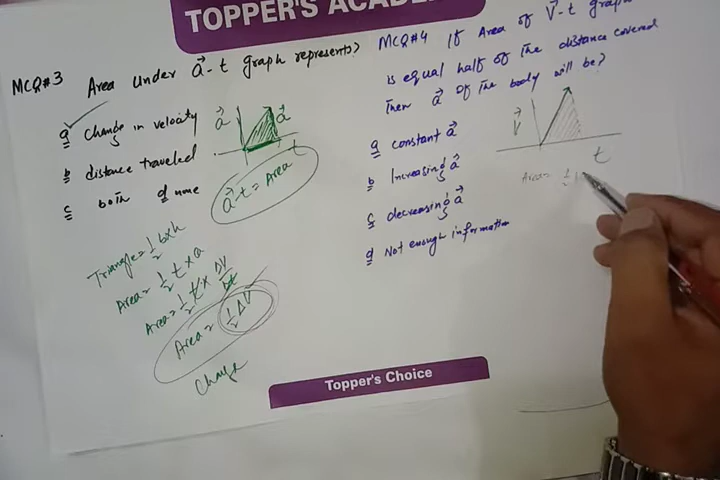 TOPPER'S ACADE
MCQ#3 Area under a⃗-t graph represents?
a Change in velocity
b distance traveled
c both d none
a⃗
a⃗
t
a⃗·t = Area
Triangle = 1/2 b×h
Area = 1/2 t × a
Area = 1/2 t × ΔV/Δt
Area = 1/2 ΔV
Change
MCQ#4 If Area of V⃗-t graph
is equal half of the distance covered
Then a⃗ of the body will be?
a constant a⃗
b Increasing a⃗
c decreasing a⃗
d Not enough information
V⃗
t
Area = 1/2
Topper's Choice